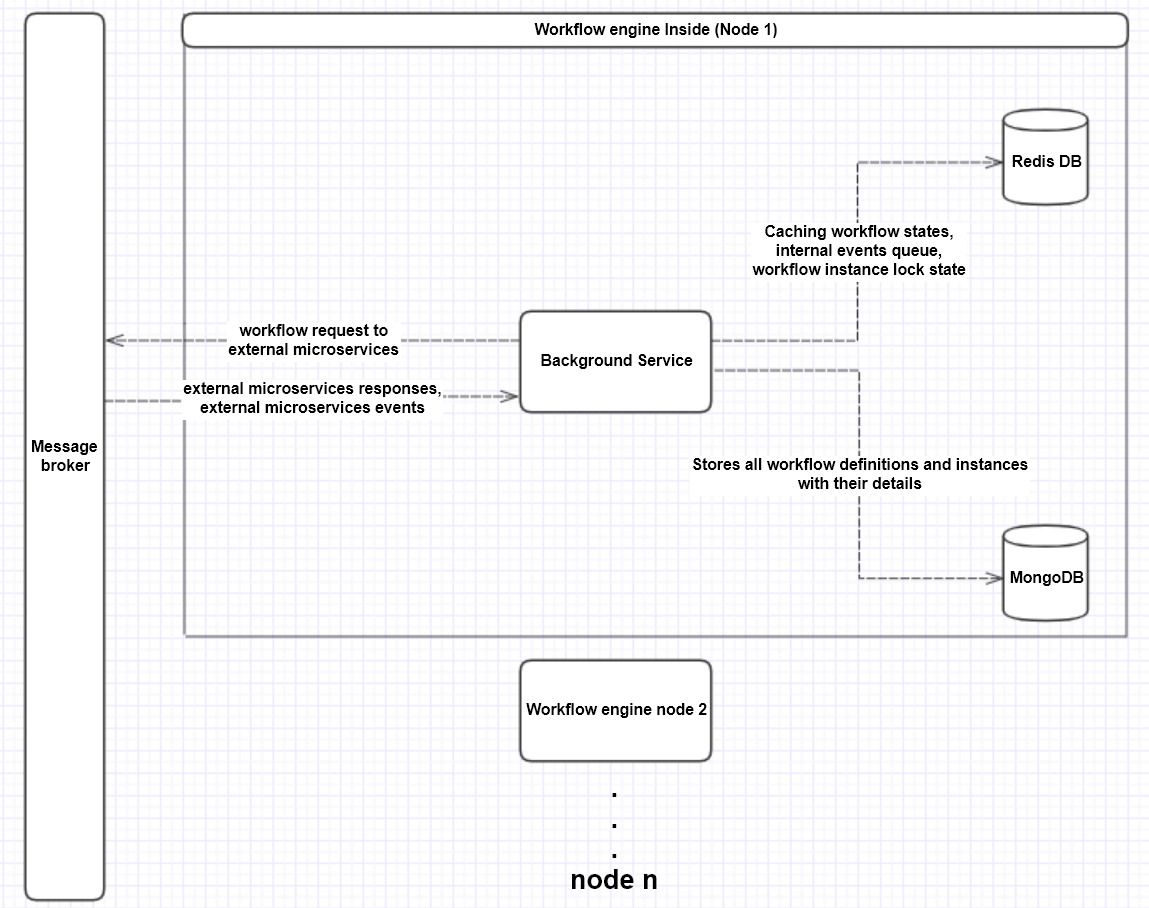 Workflow engine Inside (Node 1)
Redis DB
Caching workflow states,
internal events queue,
workflow instance lock state
workflow request to
external microservices
Background Service
external microservices responses,
external microservices events
Message
broker
Stores all workflow definitions and instances
with their details
MongoDB
Workflow engine node 2
.
.
.
node n